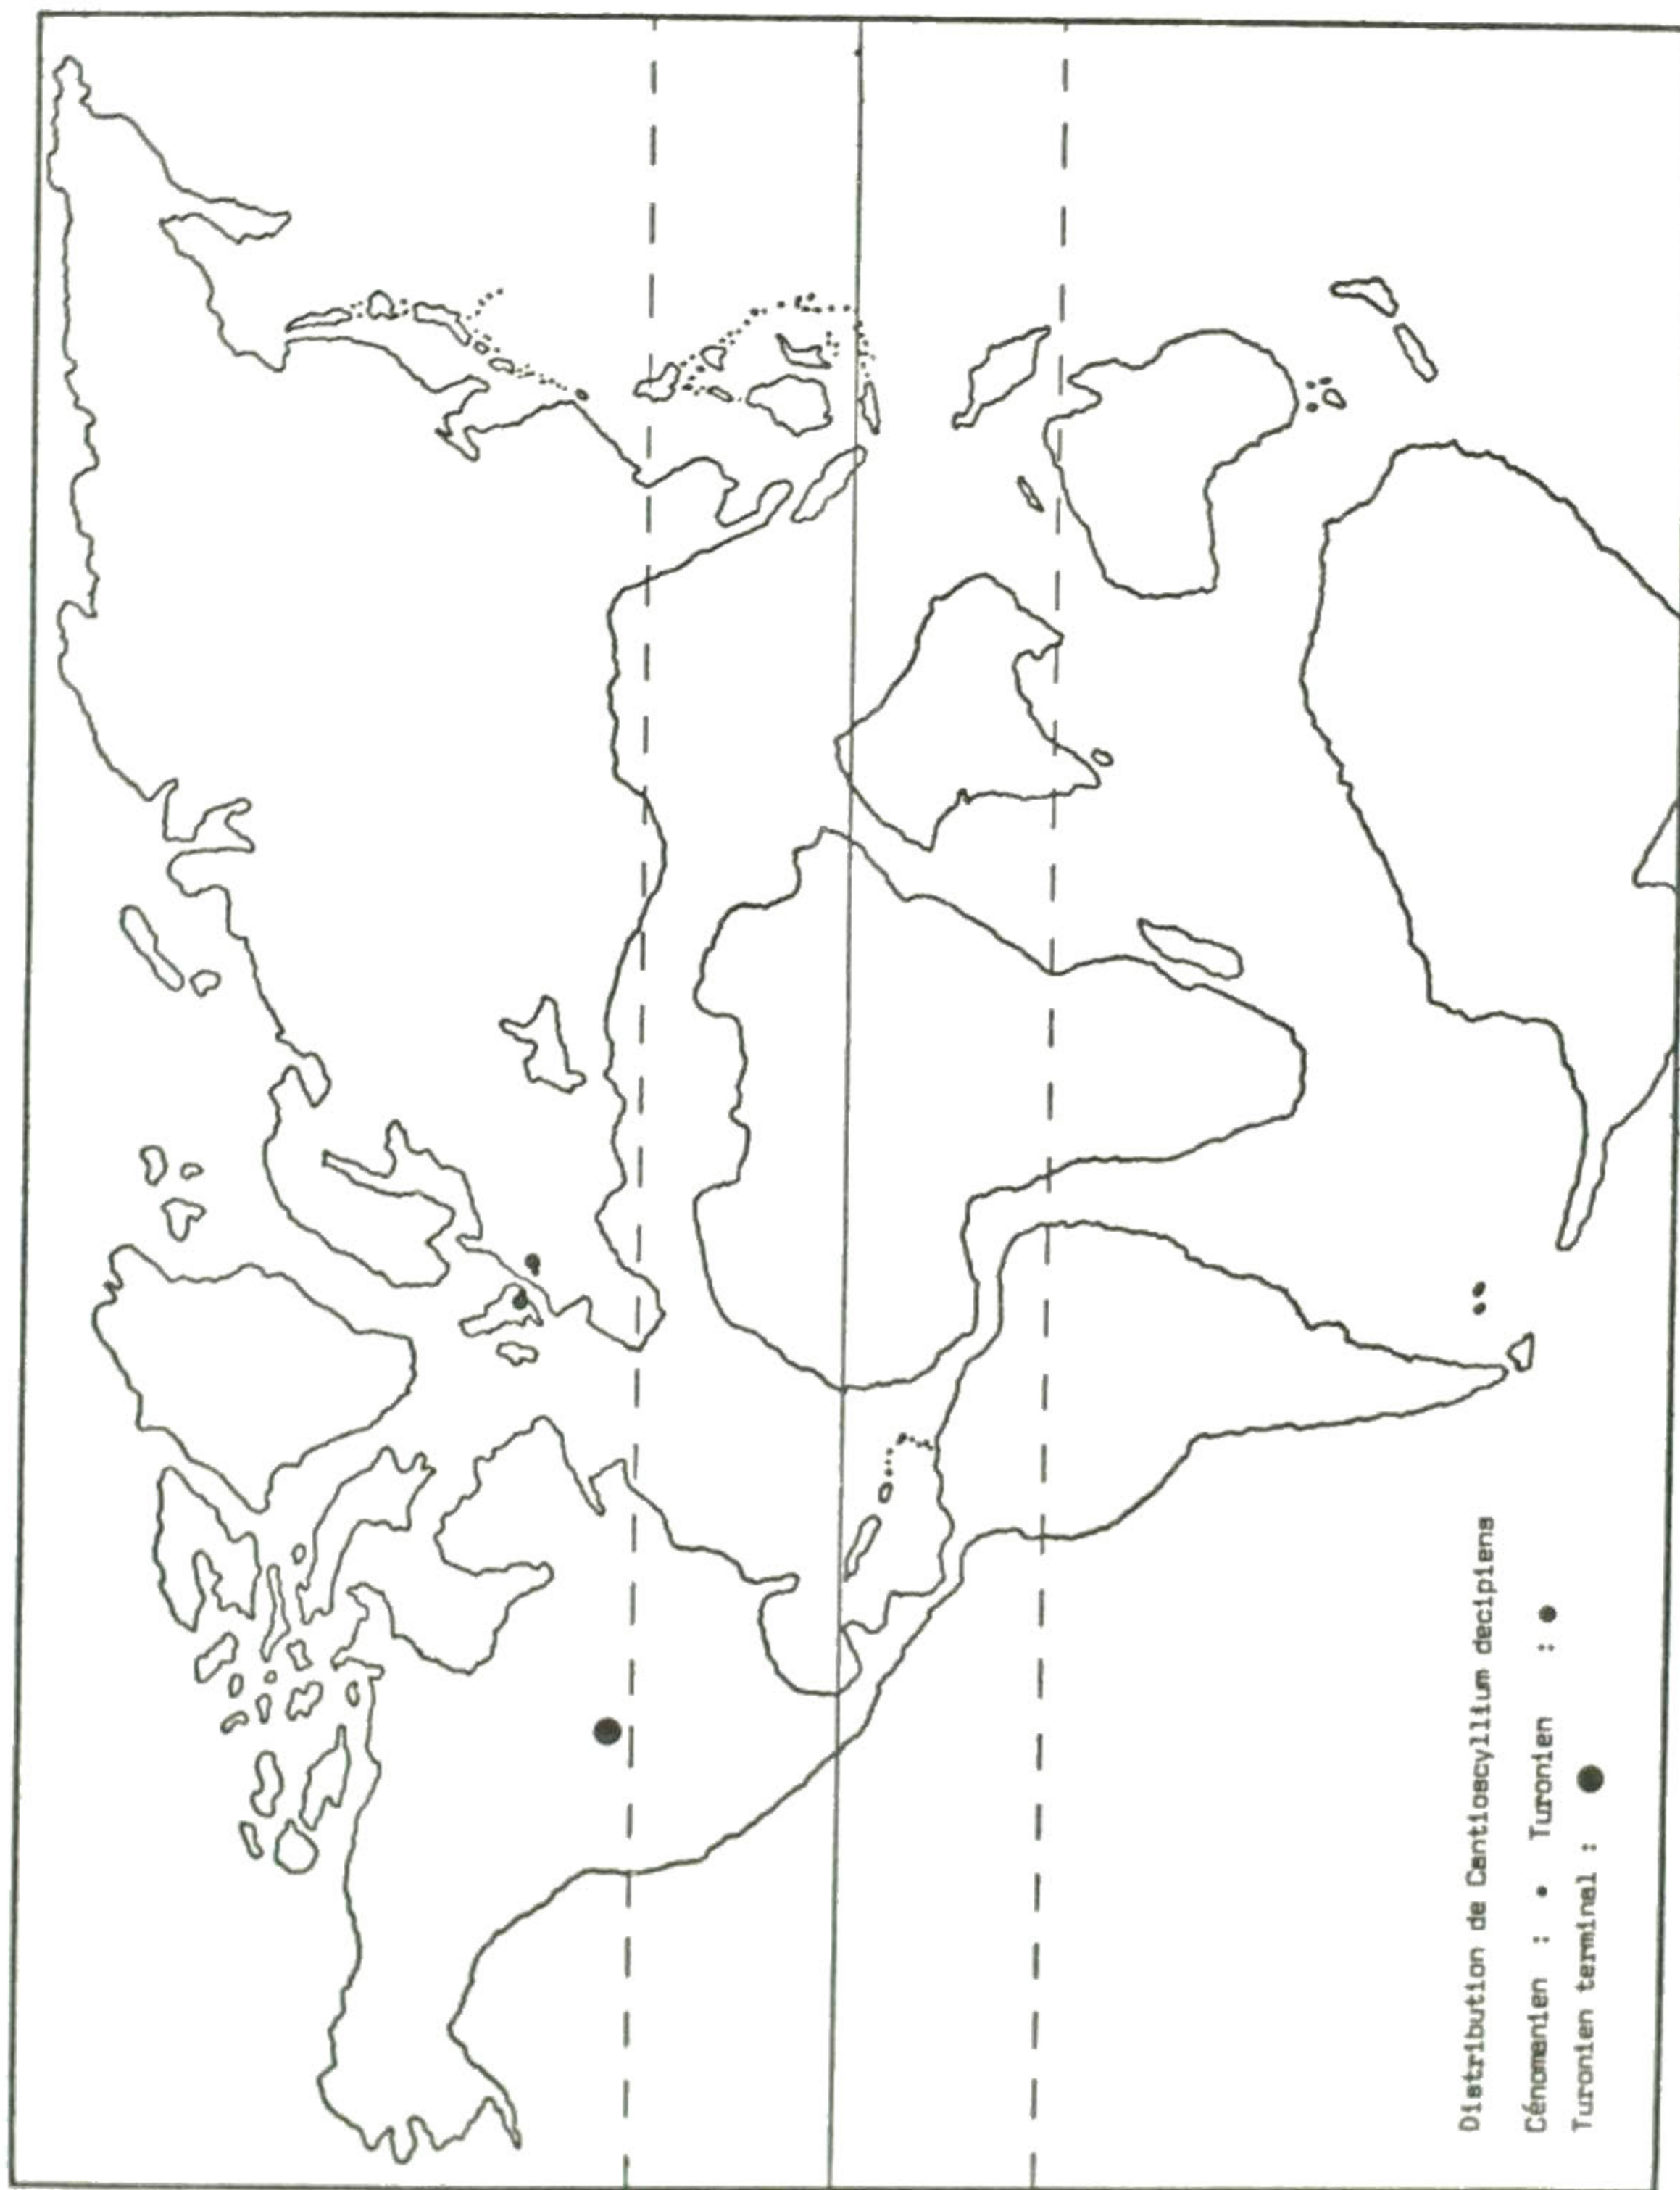 Distribution de Cantioscyllium decipiens
Cénomanien : • Turonien : ●
Turonien terminal : ●